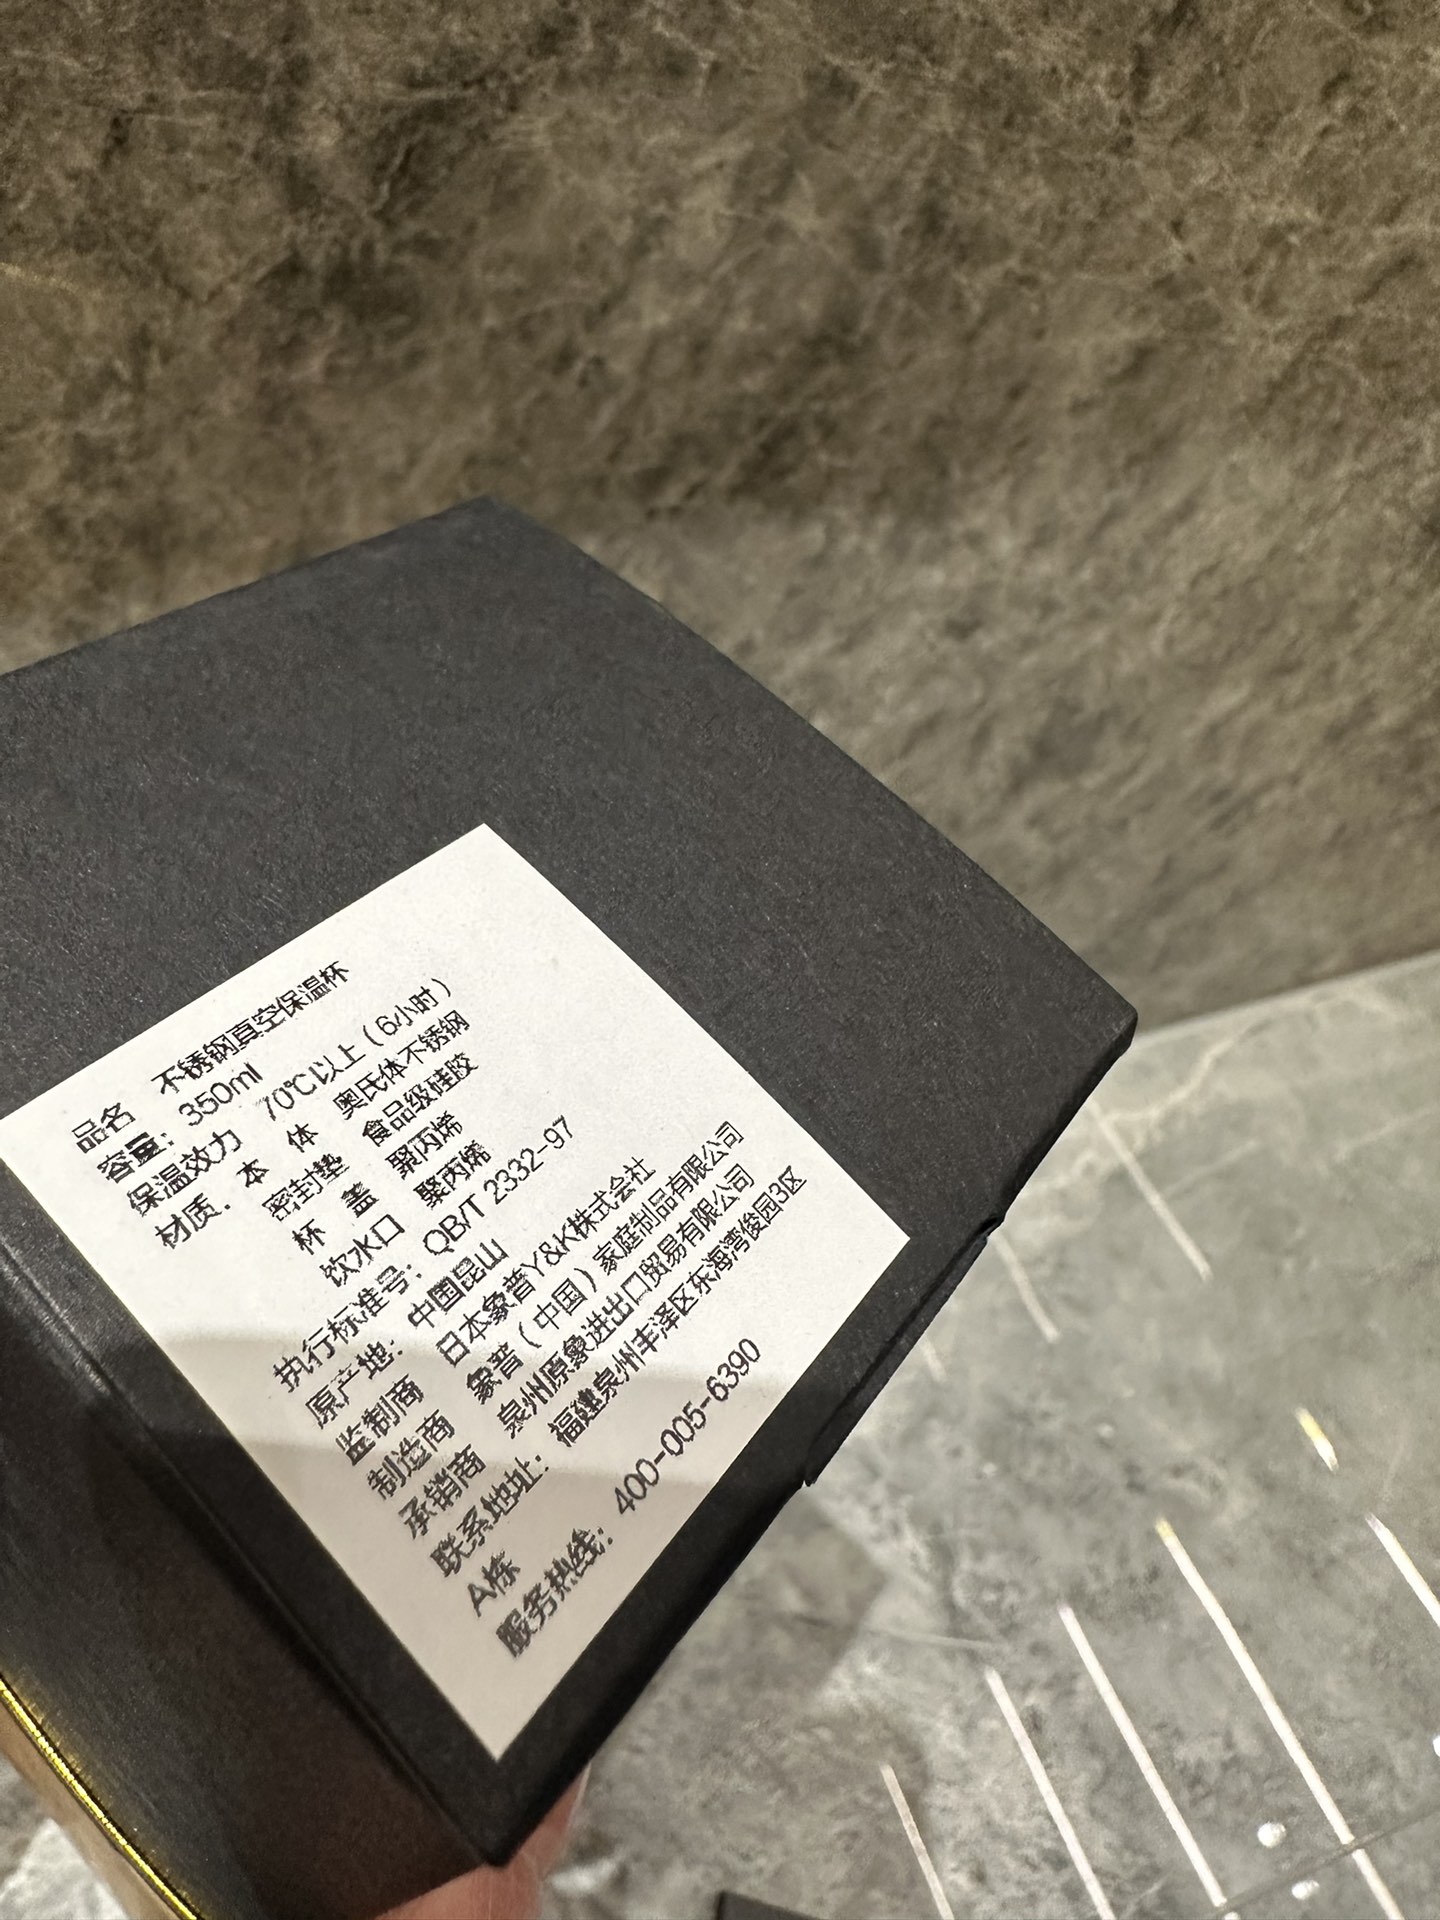 品名 不锈钢真空保温杯
容量: 350ml
保温效力 70℃以上（6小时）
材质. 本 体 奥氏体不锈钢
密封垫 食品级硅胶
杯 盖 聚丙烯
饮水口 聚丙烯
执行标准号: QB/T 2332-97
原产地: 中国昆山
监制商 日本象普Y&K株式会社
制造商 象普（中国）家庭制品有限公司
承销商 泉州原象进出口贸易有限公司
联系地址: 福建泉州丰泽区东海湾俊园3区
A栋
服务热线: 400-005-6390